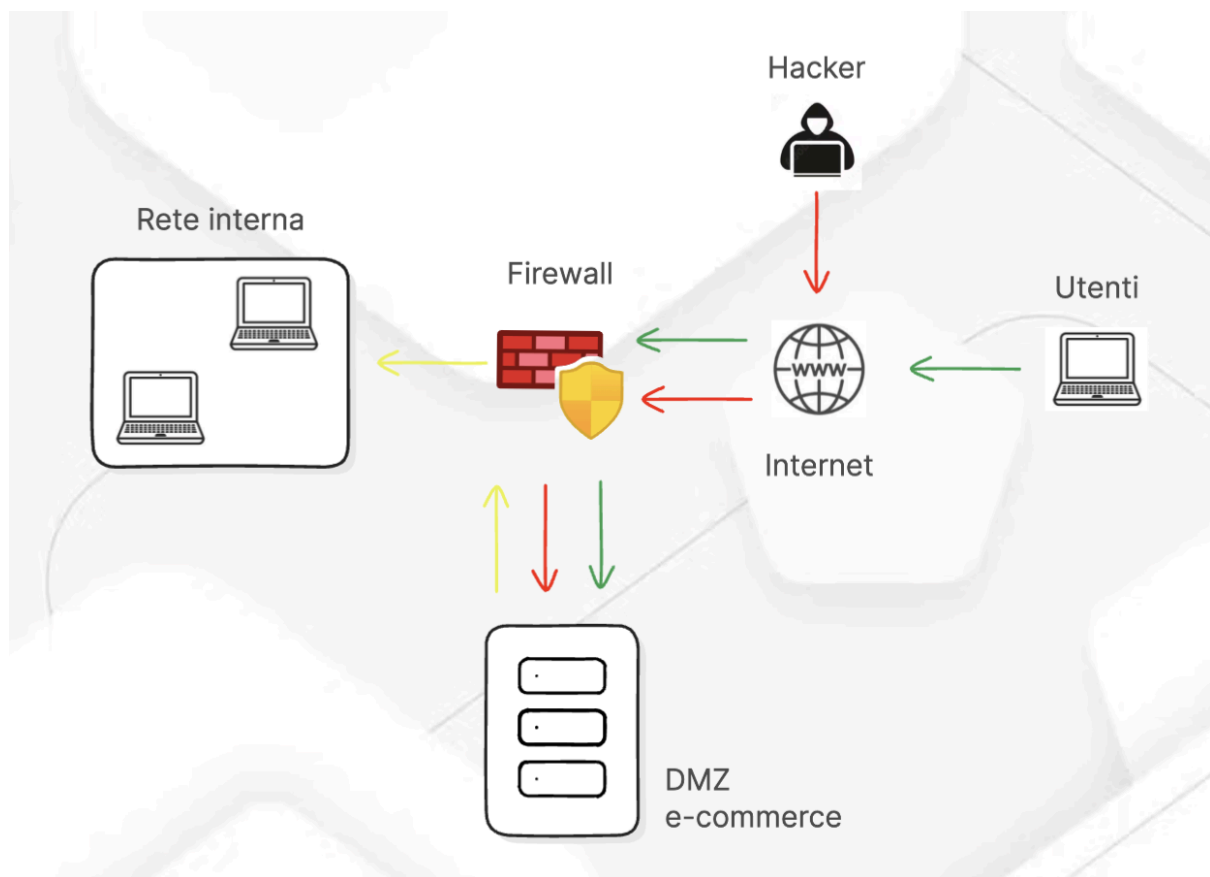 Hacker
Rete interna
Firewall
Utenti
WWW
Internet
DMZ
e-commerce